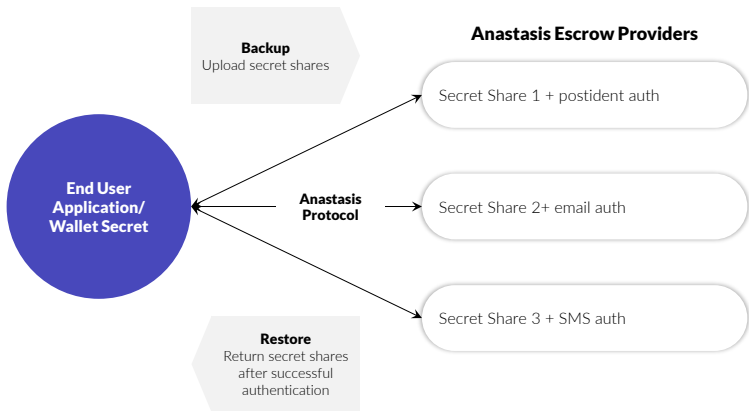 Backup
Upload secret shares
Anastasis Escrow Providers
Secret Share 1 + postident auth
End User
Application/
Wallet Secret
Anastasis
Protocol
Secret Share 2+ email auth
Secret Share 3 + SMS auth
Restore
Return secret shares
after successful
authentication